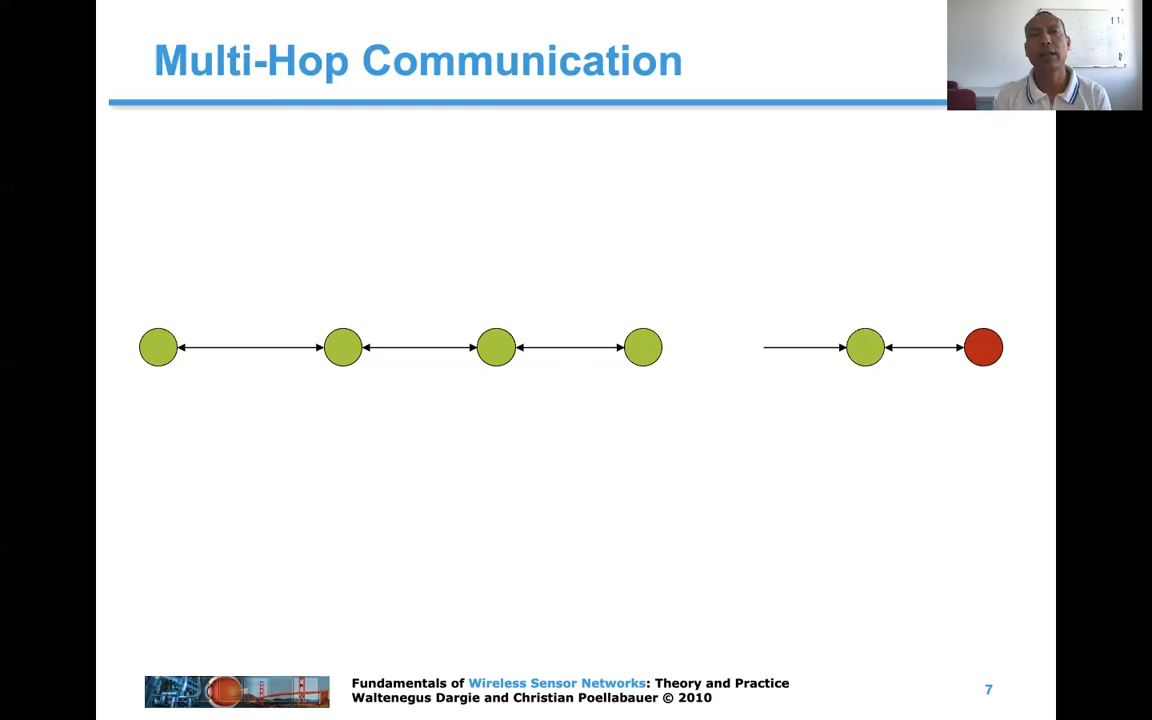 Multi-Hop Communication
Fundamentals of Wireless Sensor Networks: Theory and Practice
Waltenegus Dargie and Christian Poellabauer © 2010
7